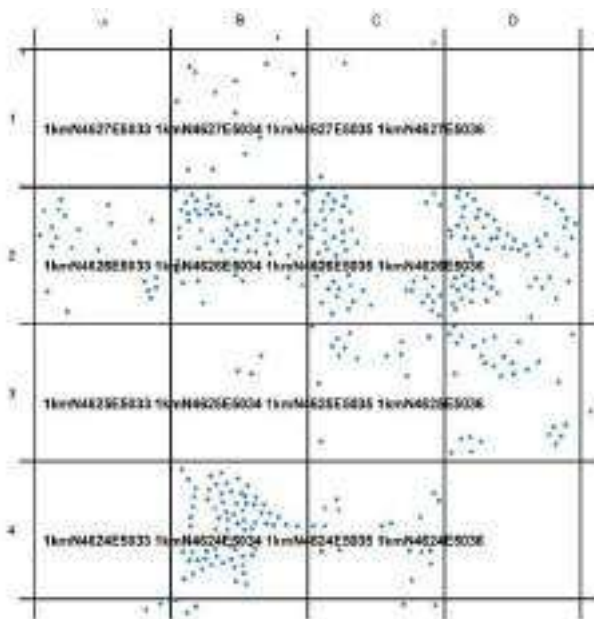 A B C D
1
1kmN4627E5033 1kmN4627E5034 1kmN4627E5035 1kmN4627E5036
2
1kmN4626E5033 1kmN4626E5034 1kmN4626E5035 1kmN4626E5036
3
1kmN4625E5033 1kmN4625E5034 1kmN4625E5035 1kmN4625E5036
4
1kmN4624E5033 1kmN4624E5034 1kmN4624E5035 1kmN4624E5036